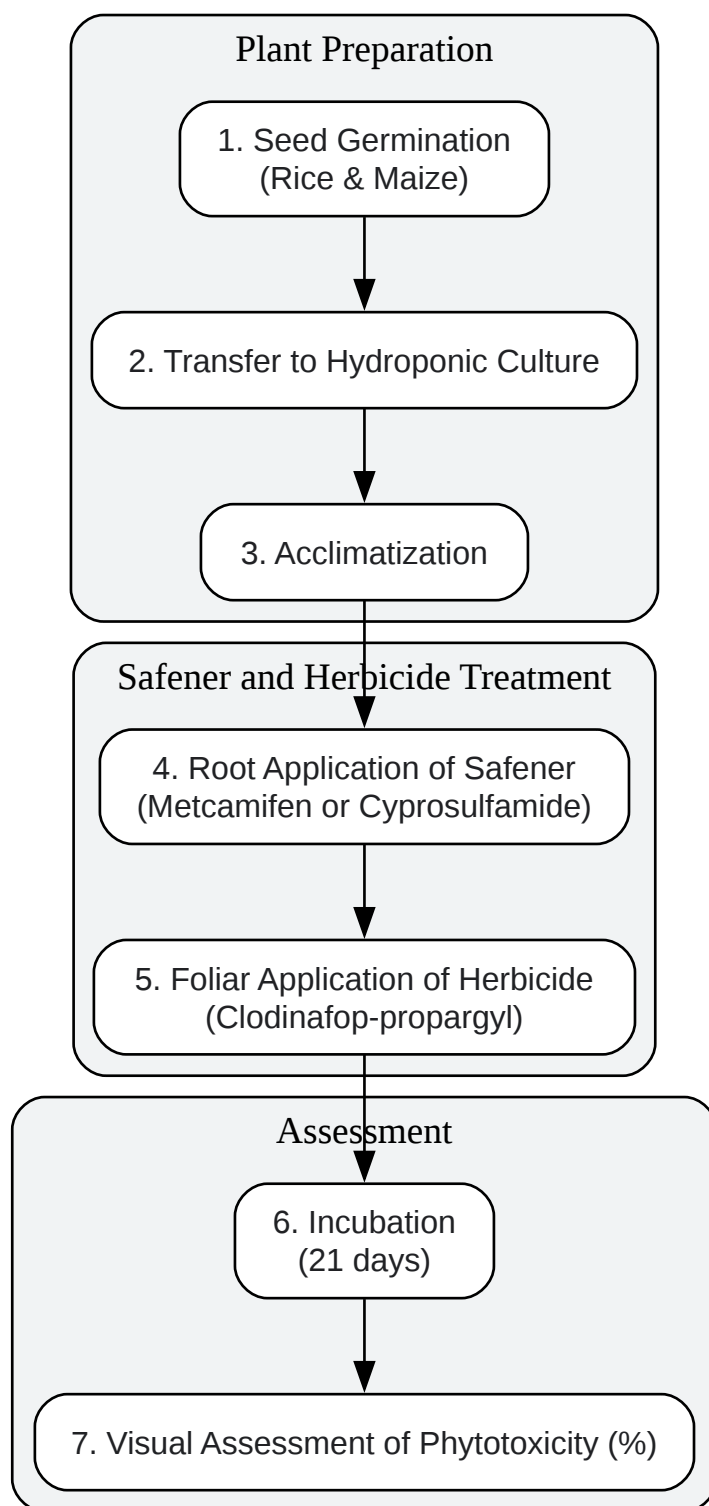 Plant Preparation
1. Seed Germination
(Rice & Maize)
2. Transfer to Hydroponic Culture
3. Acclimatization
Safener and Herbicide Treatment
4. Root Application of Safener
(Metcamifen or Cyprosulfamide)
5. Foliar Application of Herbicide
(Clodinafop-propargyl)
Assessment
6. Incubation
(21 days)
7. Visual Assessment of Phytotoxicity (%)